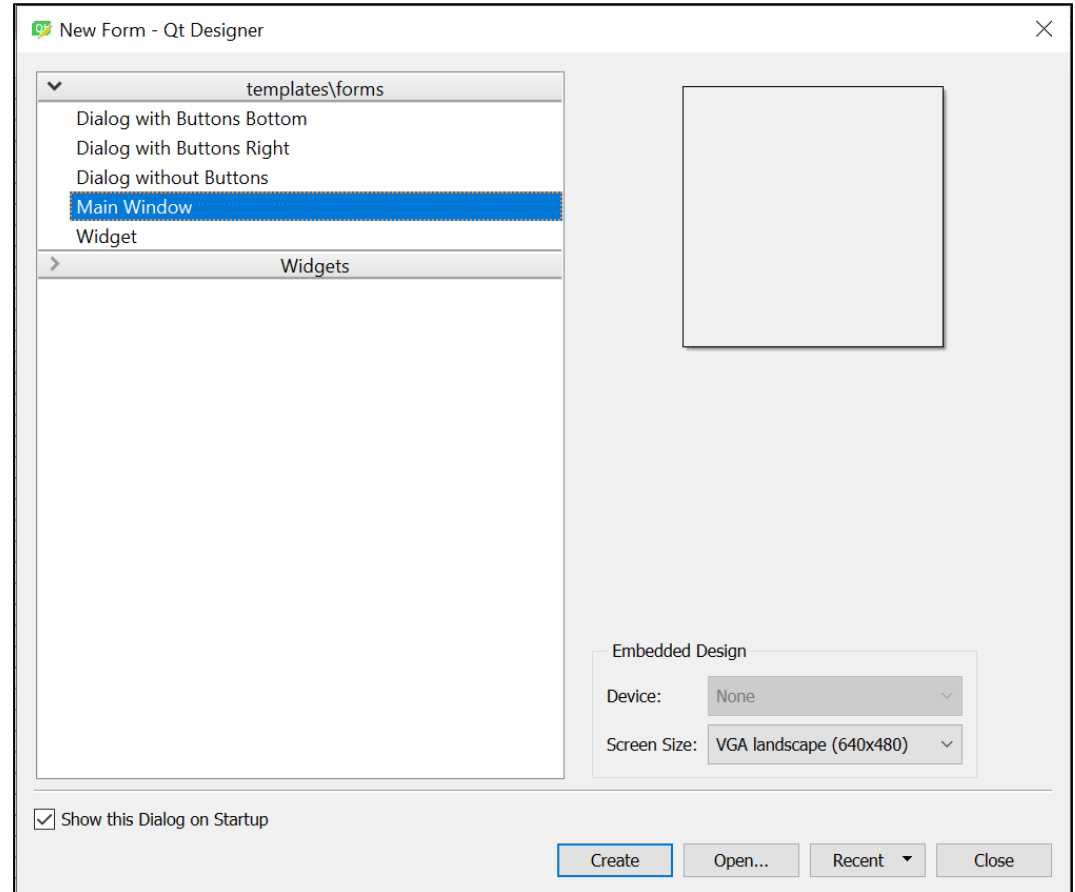 New Form - Qt Designer
templates\forms
Dialog with Buttons Bottom
Dialog with Buttons Right
Dialog without Buttons
Main Window
Widget
Widgets
Embedded Design
Device: None
Screen Size: VGA landscape (640x480)
Show this Dialog on Startup
Create Open... Recent Close